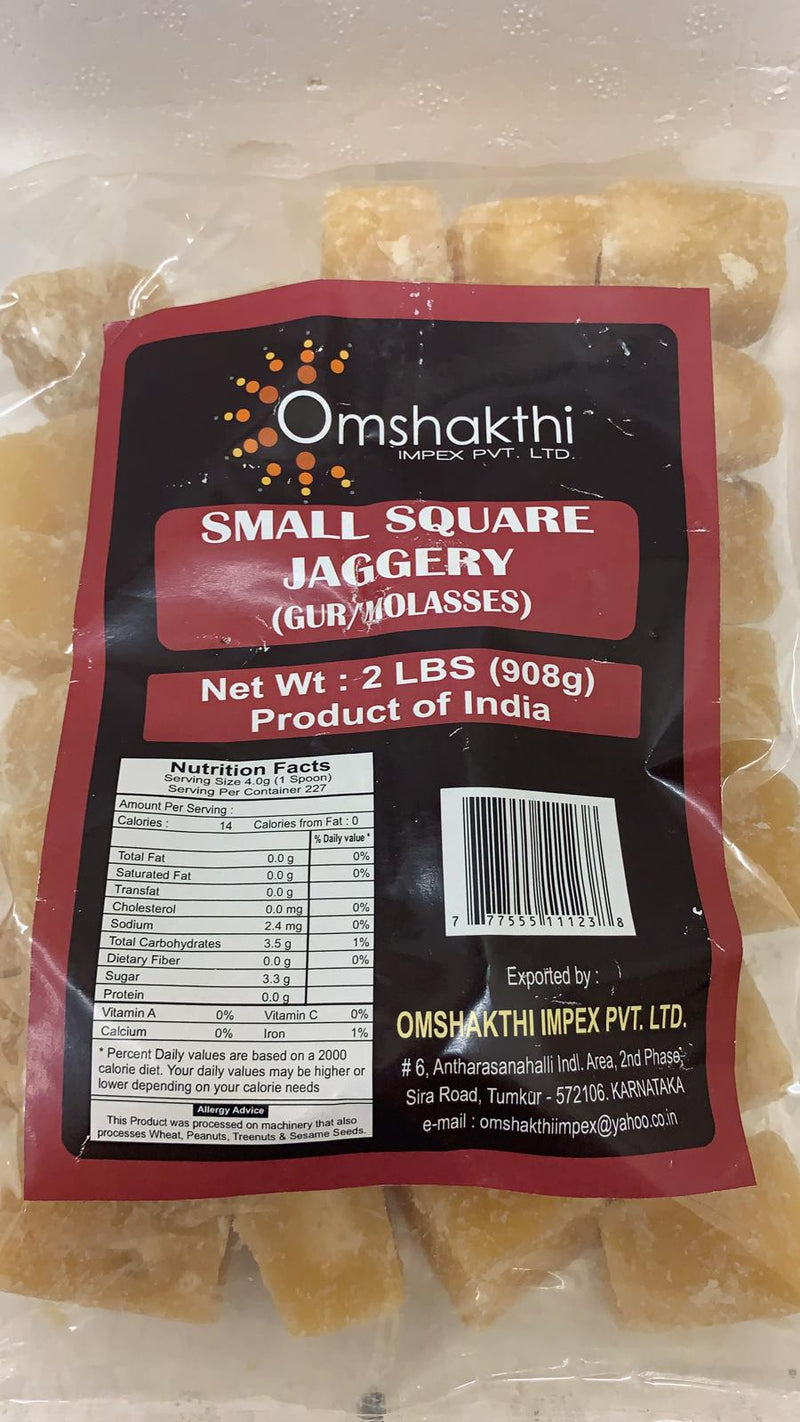 Omshakthi
IMPEX PVT. LTD.
SMALL SQUARE
JAGGERY
(GUR/MOLASSES)
Net Wt : 2 LBS (908g)
Product of India
Nutrition Facts
Serving Size 4.0g (1 Spoon)
Serving Per Container 227
Amount Per Serving :
Calories : 14 Calories from Fat : 0
% Daily value *
Total Fat 0.0 g 0%
Saturated Fat 0.0 g 0%
Transfat 0.0 g
Cholesterol 0.0 mg 0%
Sodium 2.4 mg 0%
Total Carbohydrates 3.5 g 1%
Dietary Fiber 0.0 g 0%
Sugar 3.3 g
Protein 0.0 g
Vitamin A 0% Vitamin C 0%
Calcium 0% Iron 1%
* Percent Daily values are based on a 2000
calorie diet. Your daily values may be higher or
lower depending on your calorie needs
Allergy Advice
This Product was processed on machinery that also
processes Wheat, Peanuts, Treenuts & Sesame Seeds.
7 77555 11123 8
Exported by :
OMSHAKTHI IMPEX PVT. LTD.
# 6, Antharasanahalli Indl. Area, 2nd Phase,
Sira Road, Tumkur - 572106. KARNATAKA
e-mail : omshakthiimpex@yahoo.co.in